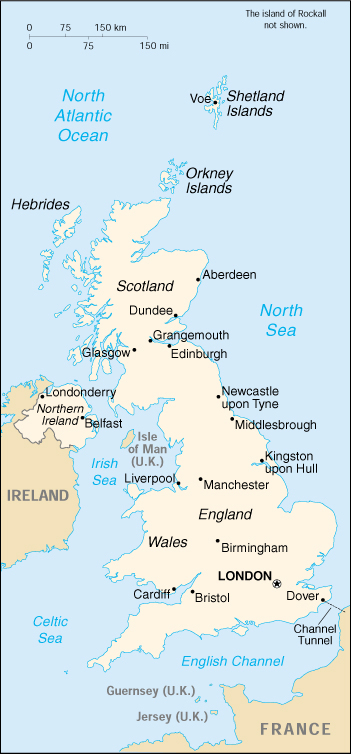 The island of Rockall
not shown.
0 75 150 km
0 75 150 mi
Voe
Shetland
Islands
North
Atlantic
Ocean
Orkney
Islands
Hebrides
Aberdeen
Scotland
North
Sea
Dundee
Grangemouth
Glasgow
Edinburgh
Londonderry
Northern
Ireland
Belfast
Newcastle
upon Tyne
Middlesbrough
Isle
of Man
(U.K.)
Irish
Sea
Kingston
upon Hull
Liverpool
Manchester
IRELAND
England
Wales
Birmingham
LONDON
Cardiff
Bristol
Dover
Channel
Tunnel
Celtic
Sea
English Channel
Guernsey (U.K.)
Jersey (U.K.)
FRANCE